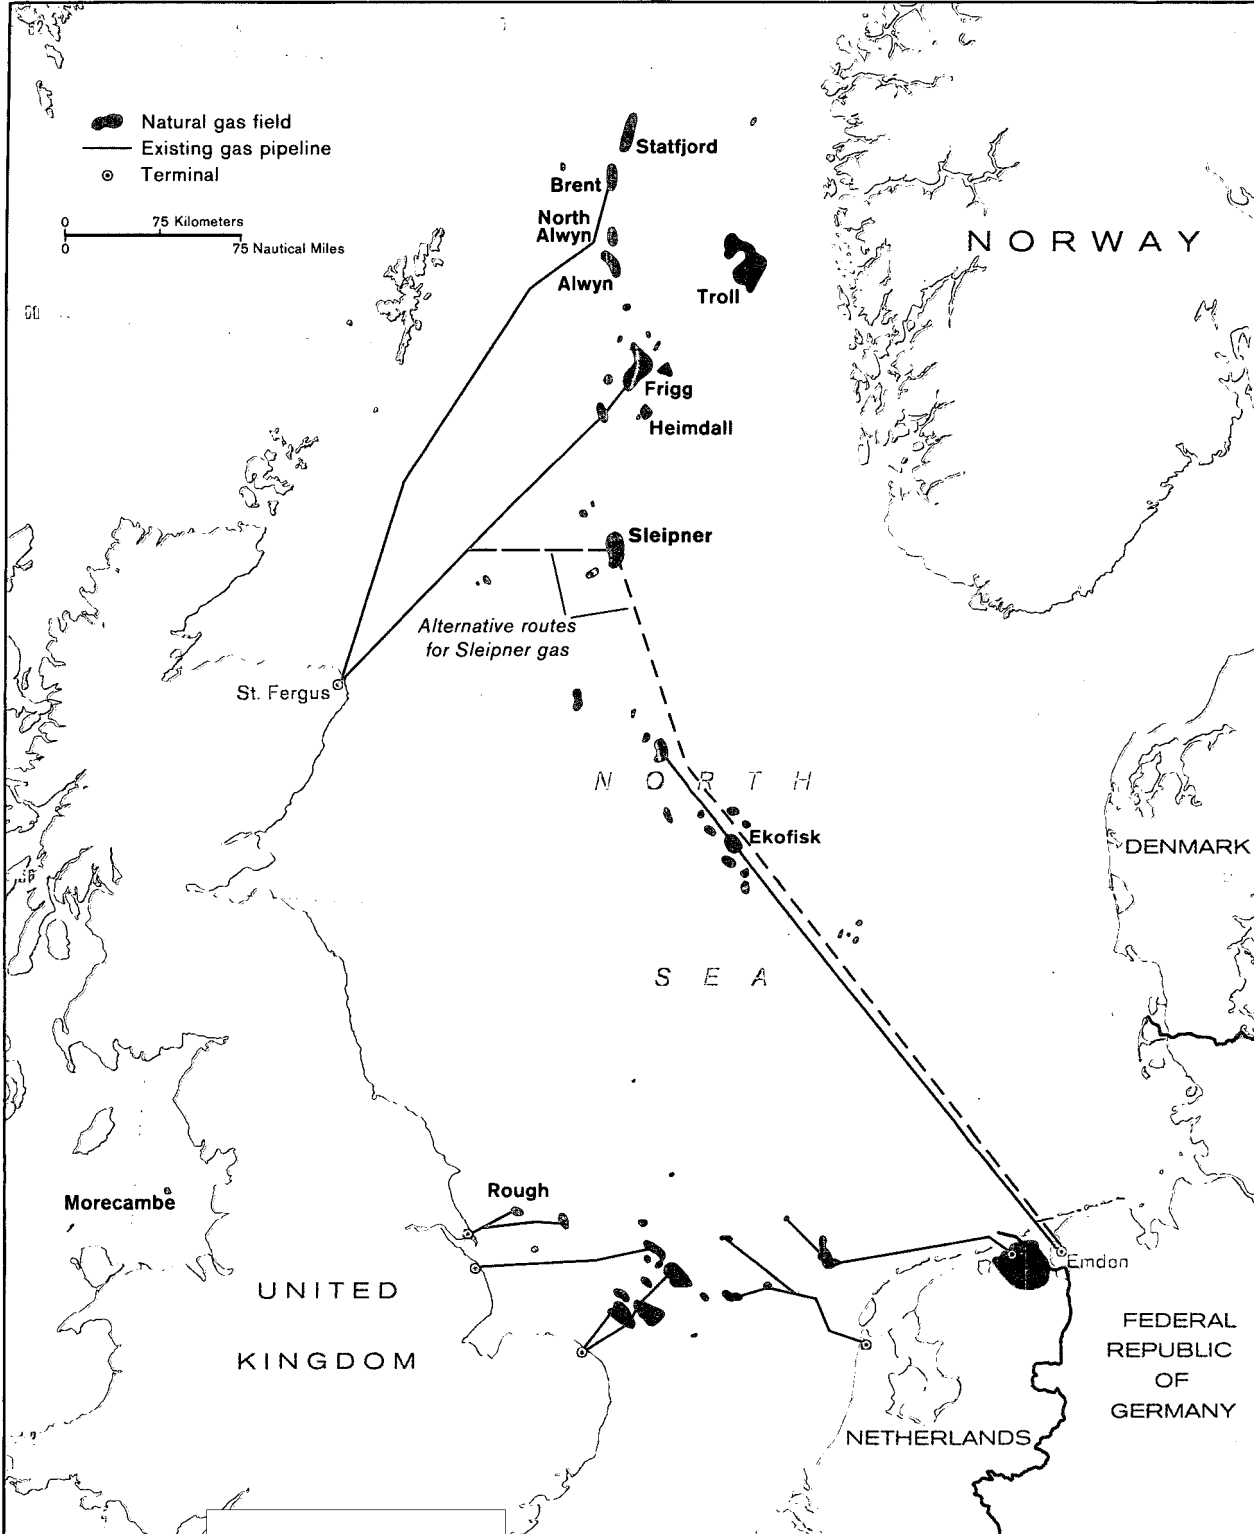 Natural gas field
Existing gas pipeline
Terminal
0 75 Kilometers
0 75 Nautical Miles
Statfjord
Brent
North
Alwyn
Alwyn
Troll
NORWAY
Frigg
Heimdall
Sleipner
Alternative routes
for Sleipner gas
St. Fergus
NORTH
SEA
Ekofisk
DENMARK
Morecambe
Rough
UNITED
KINGDOM
Emden
FEDERAL
REPUBLIC
OF
GERMANY
NETHERLANDS